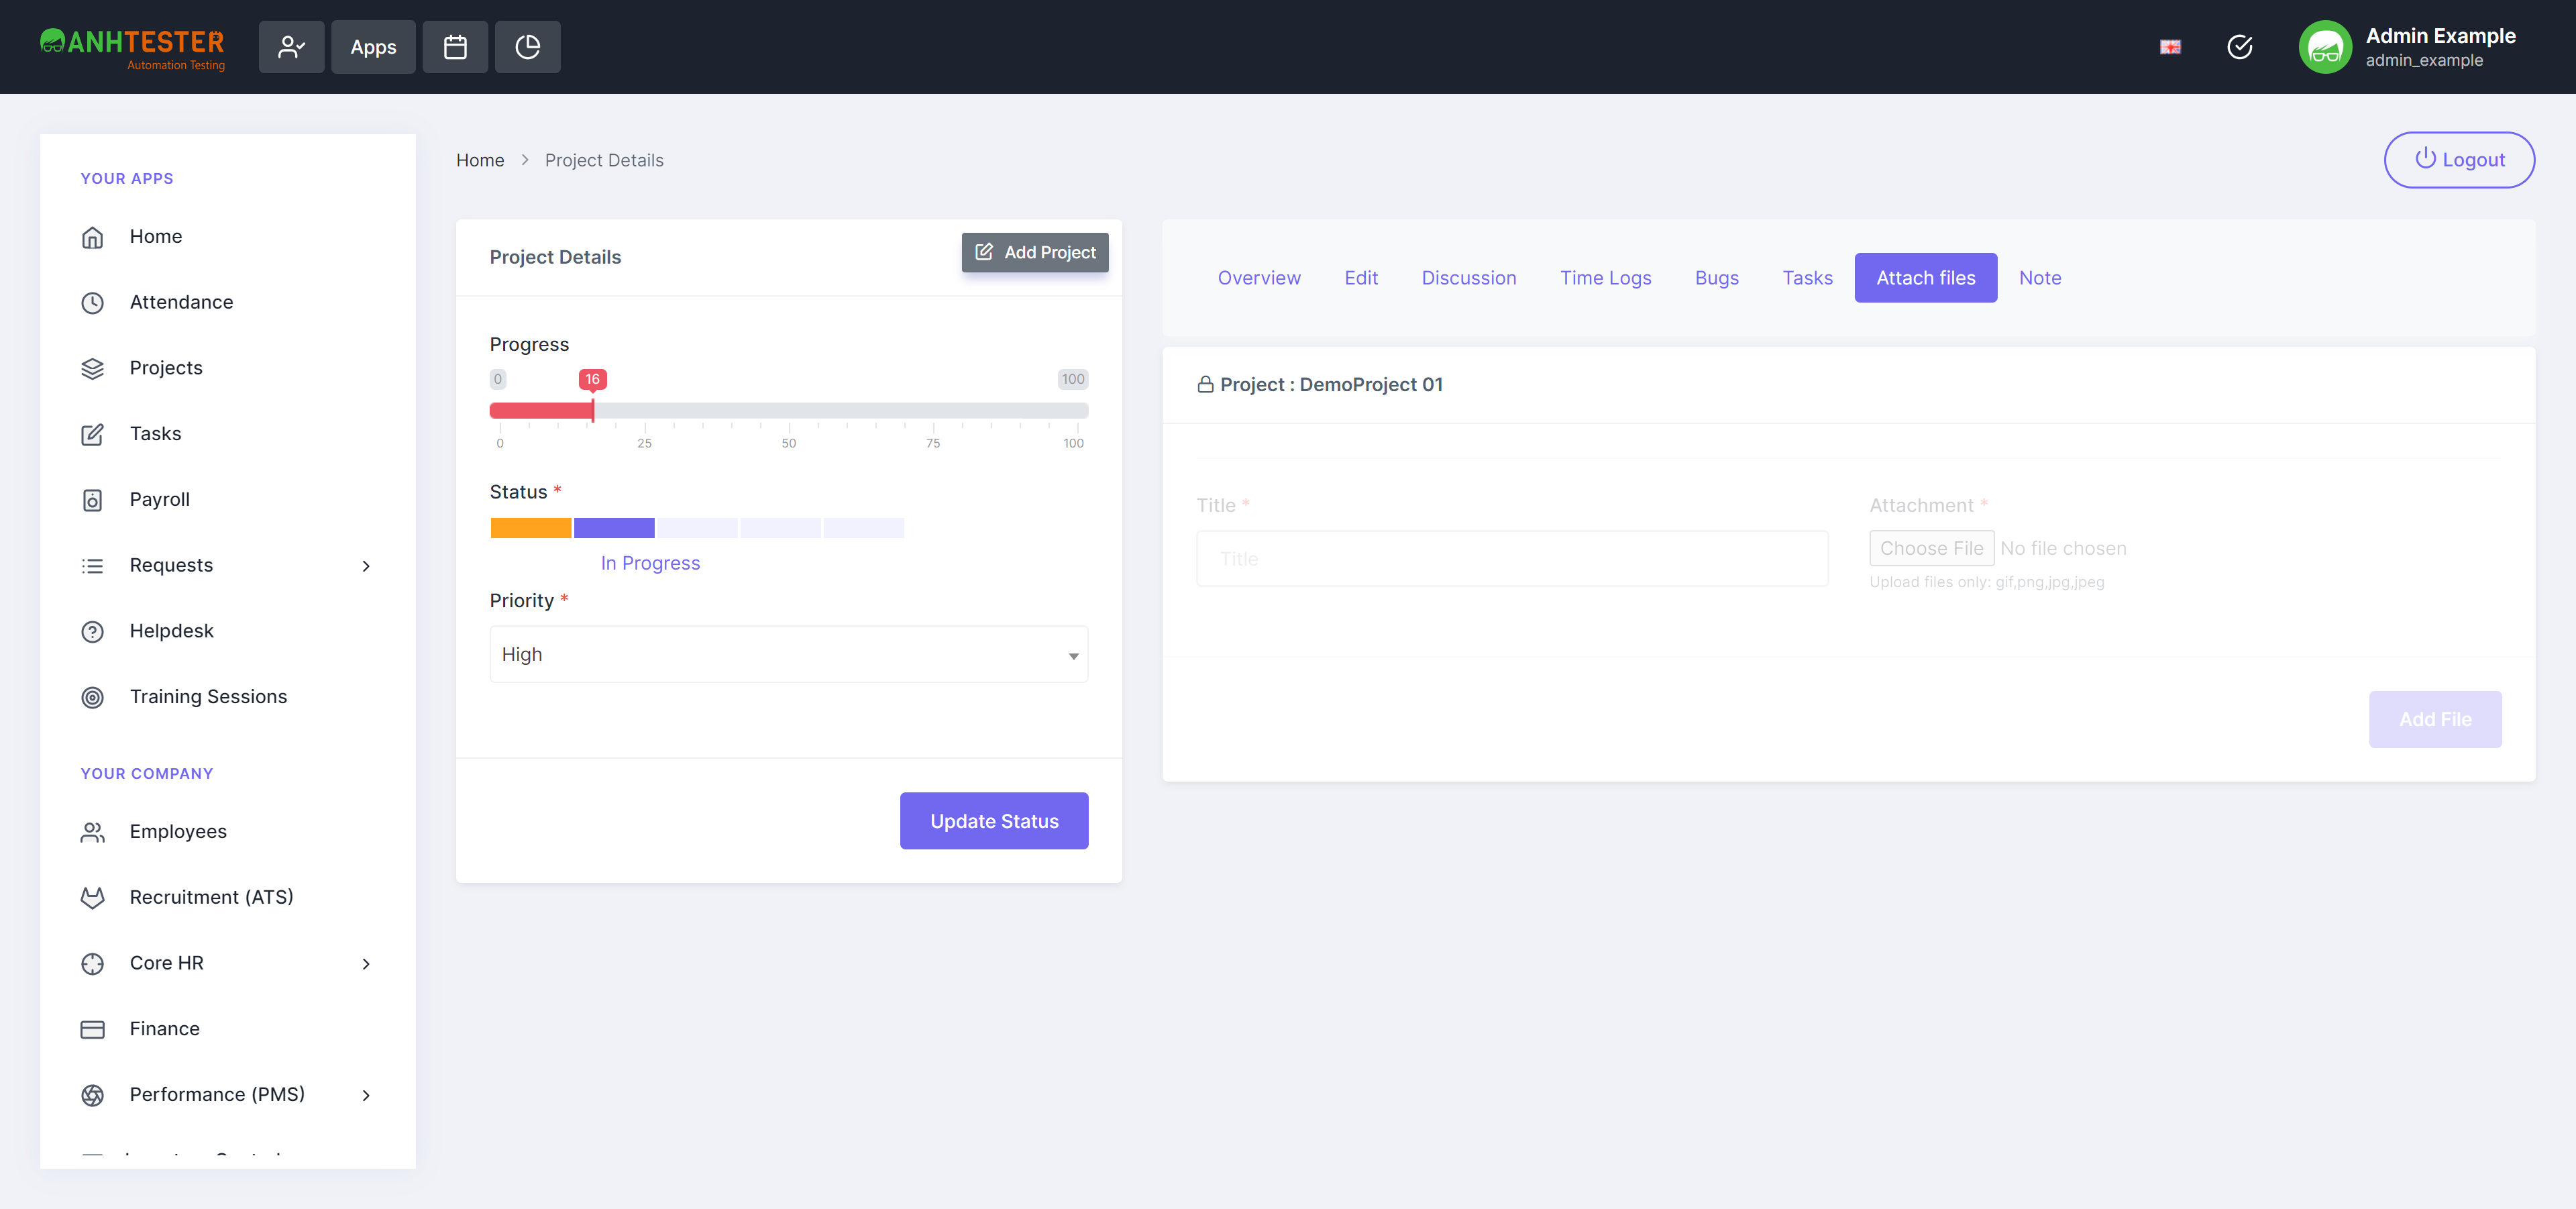 ANHTESTER
Automation Testing
Apps
Admin Example
admin_example
YOUR APPS
Home
Attendance
Projects
Tasks
Payroll
Requests
Helpdesk
Training Sessions
YOUR COMPANY
Employees
Recruitment (ATS)
Core HR
Finance
Performance (PMS)
Home > Project Details
Logout
Project Details
Add Project
Progress
0 16 100
0 25 50 75 100
Status *
In Progress
Priority *
High
Update Status
Overview Edit Discussion Time Logs Bugs Tasks Attach files Note
Project : DemoProject 01
Title *
Title
Attachment *
Choose File No file chosen
Upload files only: gif,png,jpg,jpeg
Add File